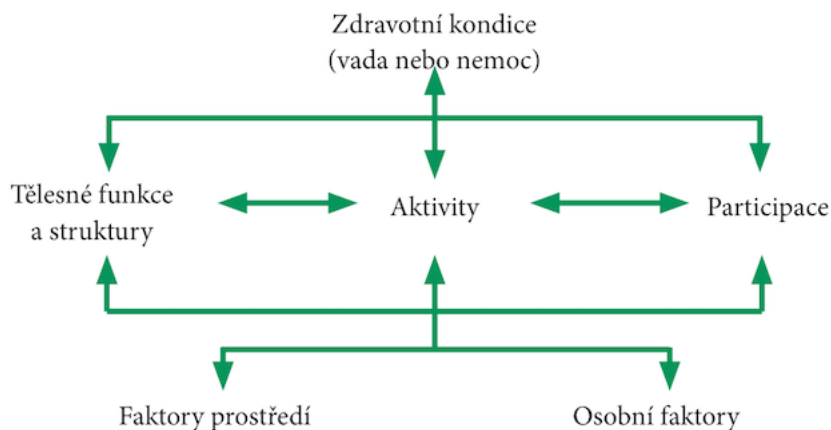 Zdravotní kondice
(vada nebo nemoc)
Tělesné funkce
a struktury
Aktivity
Participace
Faktory prostředí
Osobní faktory